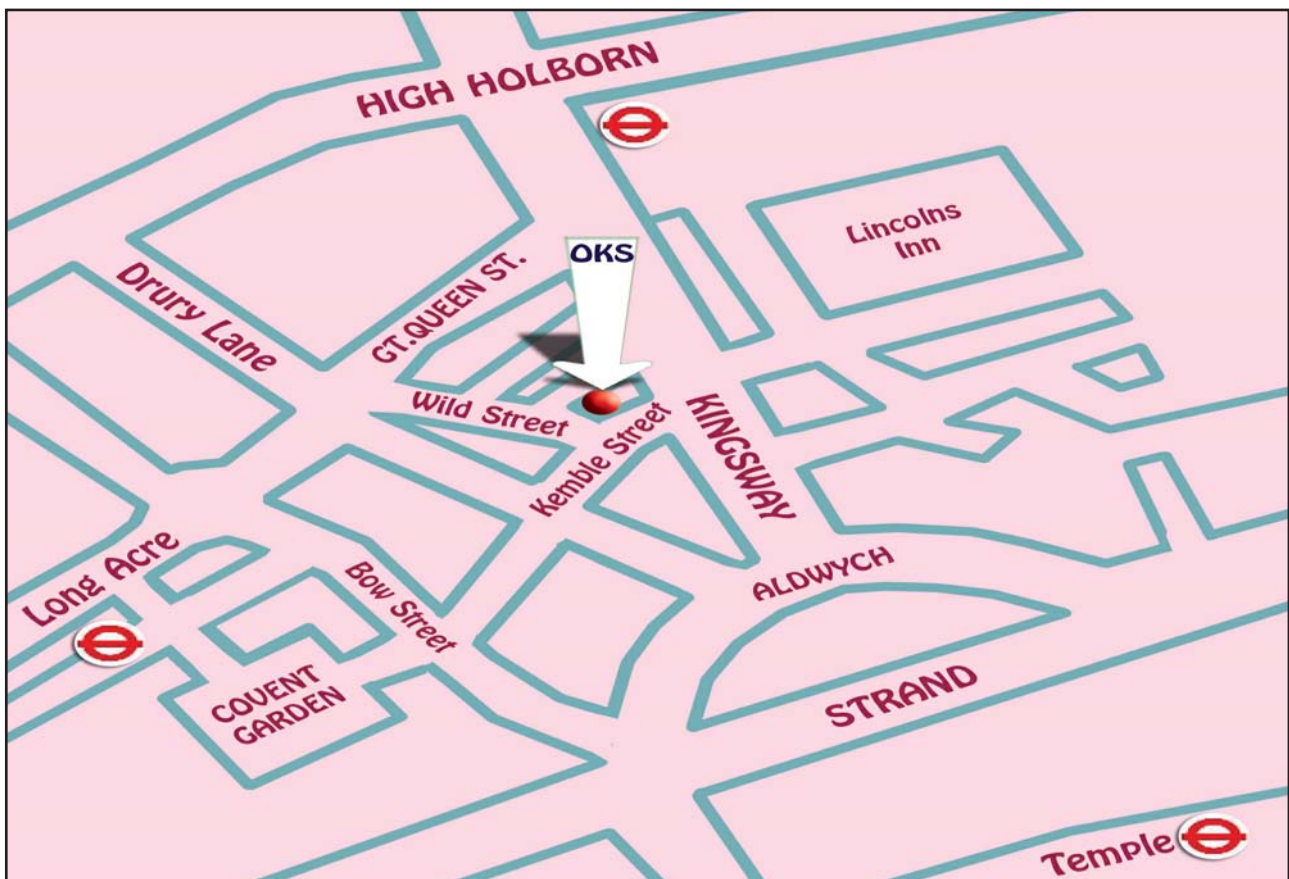 HIGH HOLBORN
Lincolns
Inn
OKS
GT.QUEEN ST.
Drury Lane
Wild Street
Kemble Street
KINGSWAY
Long Acre
Bow Street
ALDWYCH
COVENT
GARDEN
STRAND
Temple